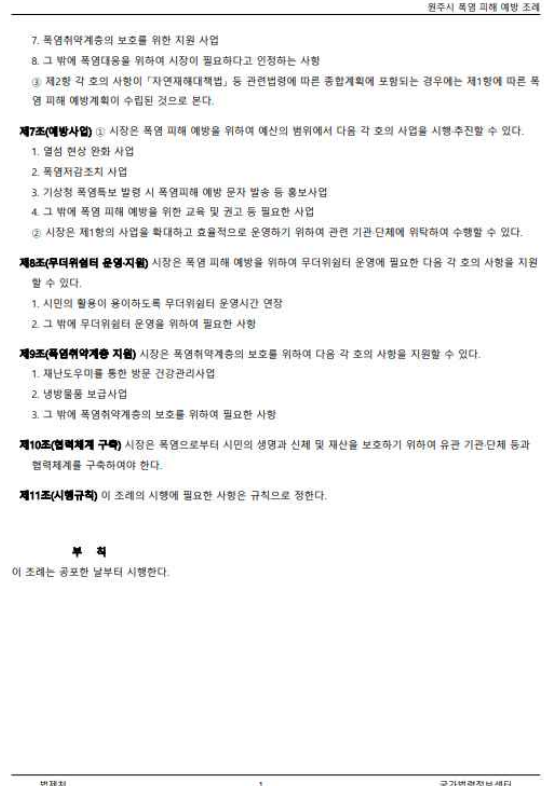 원주시 폭염 피해 예방 조례
7. 폭염취약계층의 보호를 위한 지원 사업
8. 그 밖에 폭염대응을 위하여 시장이 필요하다고 인정하는 사항
③ 제2항 각 호의 사항이 「자연재해대책법」 등 관련법령에 따른 종합계획에 포함되는 경우에는 제1항에 따른 폭
염 피해 예방계획이 수립된 것으로 본다.
제7조(예방사업) ① 시장은 폭염 피해 예방을 위하여 예산의 범위에서 다음 각 호의 사업을 시행·추진할 수 있다.
1. 열섬 현상 완화 사업
2. 폭염저감조치 사업
3. 기상청 폭염특보 발령 시 폭염피해 예방 문자 발송 등 홍보사업
4. 그 밖에 폭염 피해 예방을 위한 교육 및 권고 등 필요한 사업
② 시장은 제1항의 사업을 확대하고 효율적으로 운영하기 위하여 관련 기관·단체에 위탁하여 수행할 수 있다.
제8조(무더위쉼터 운영·지원) 시장은 폭염 피해 예방을 위하여 무더위쉼터 운영에 필요한 다음 각 호의 사항을 지원
할 수 있다.
1. 시민의 활용이 용이하도록 무더위쉼터 운영시간 연장
2. 그 밖에 무더위쉼터 운영을 위하여 필요한 사항
제9조(폭염취약계층 지원) 시장은 폭염취약계층의 보호를 위하여 다음 각 호의 사항을 지원할 수 있다.
1. 재난도우미를 통한 방문 건강관리사업
2. 냉방물품 보급사업
3. 그 밖에 폭염취약계층의 보호를 위하여 필요한 사항
제10조(협력체계 구축) 시장은 폭염으로부터 시민의 생명과 신체 및 재산을 보호하기 위하여 유관 기관·단체 등과
협력체계를 구축하여야 한다.
제11조(시행규칙) 이 조례의 시행에 필요한 사항은 규칙으로 정한다.
부 칙
이 조례는 공포한 날부터 시행한다.
법제처 1 국가법령정보센터